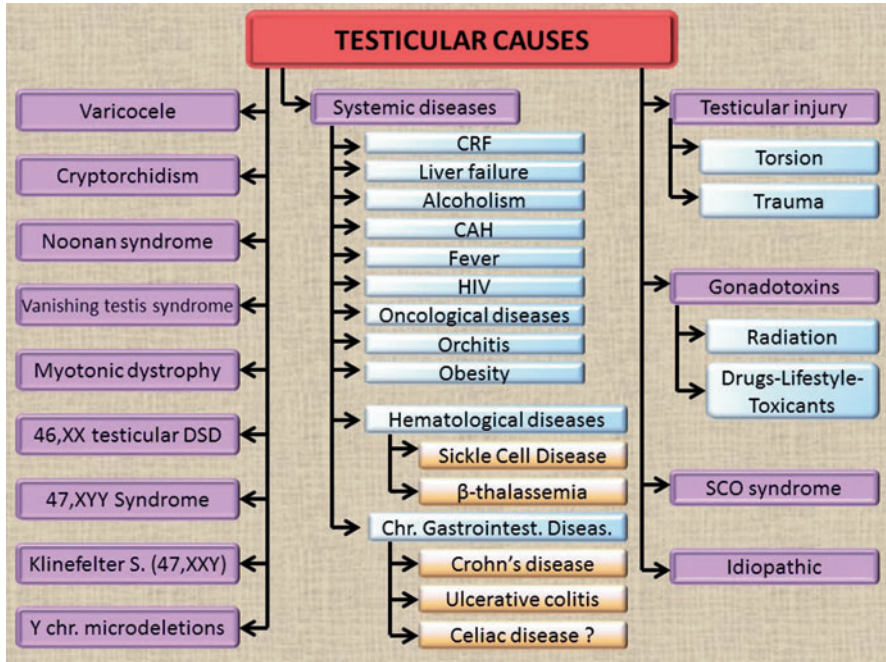 TESTICULAR CAUSES
Varicocele
Cryptorchidism
Noonan syndrome
Vanishing testis syndrome
Myotonic dystrophy
46,XX testicular DSD
47,XYY Syndrome
Klinefelter S. (47,XXY)
Y chr. microdeletions
Systemic diseases
CRF
Liver failure
Alcoholism
CAH
Fever
HIV
Oncological diseases
Orchitis
Obesity
Hematological diseases
Sickle Cell Disease
β-thalassemia
Chr. Gastrointest. Diseas.
Crohn's disease
Ulcerative colitis
Celiac disease ?
Testicular injury
Torsion
Trauma
Gonadotoxins
Radiation
Drugs-Lifestyle-
Toxicants
SCO syndrome
Idiopathic